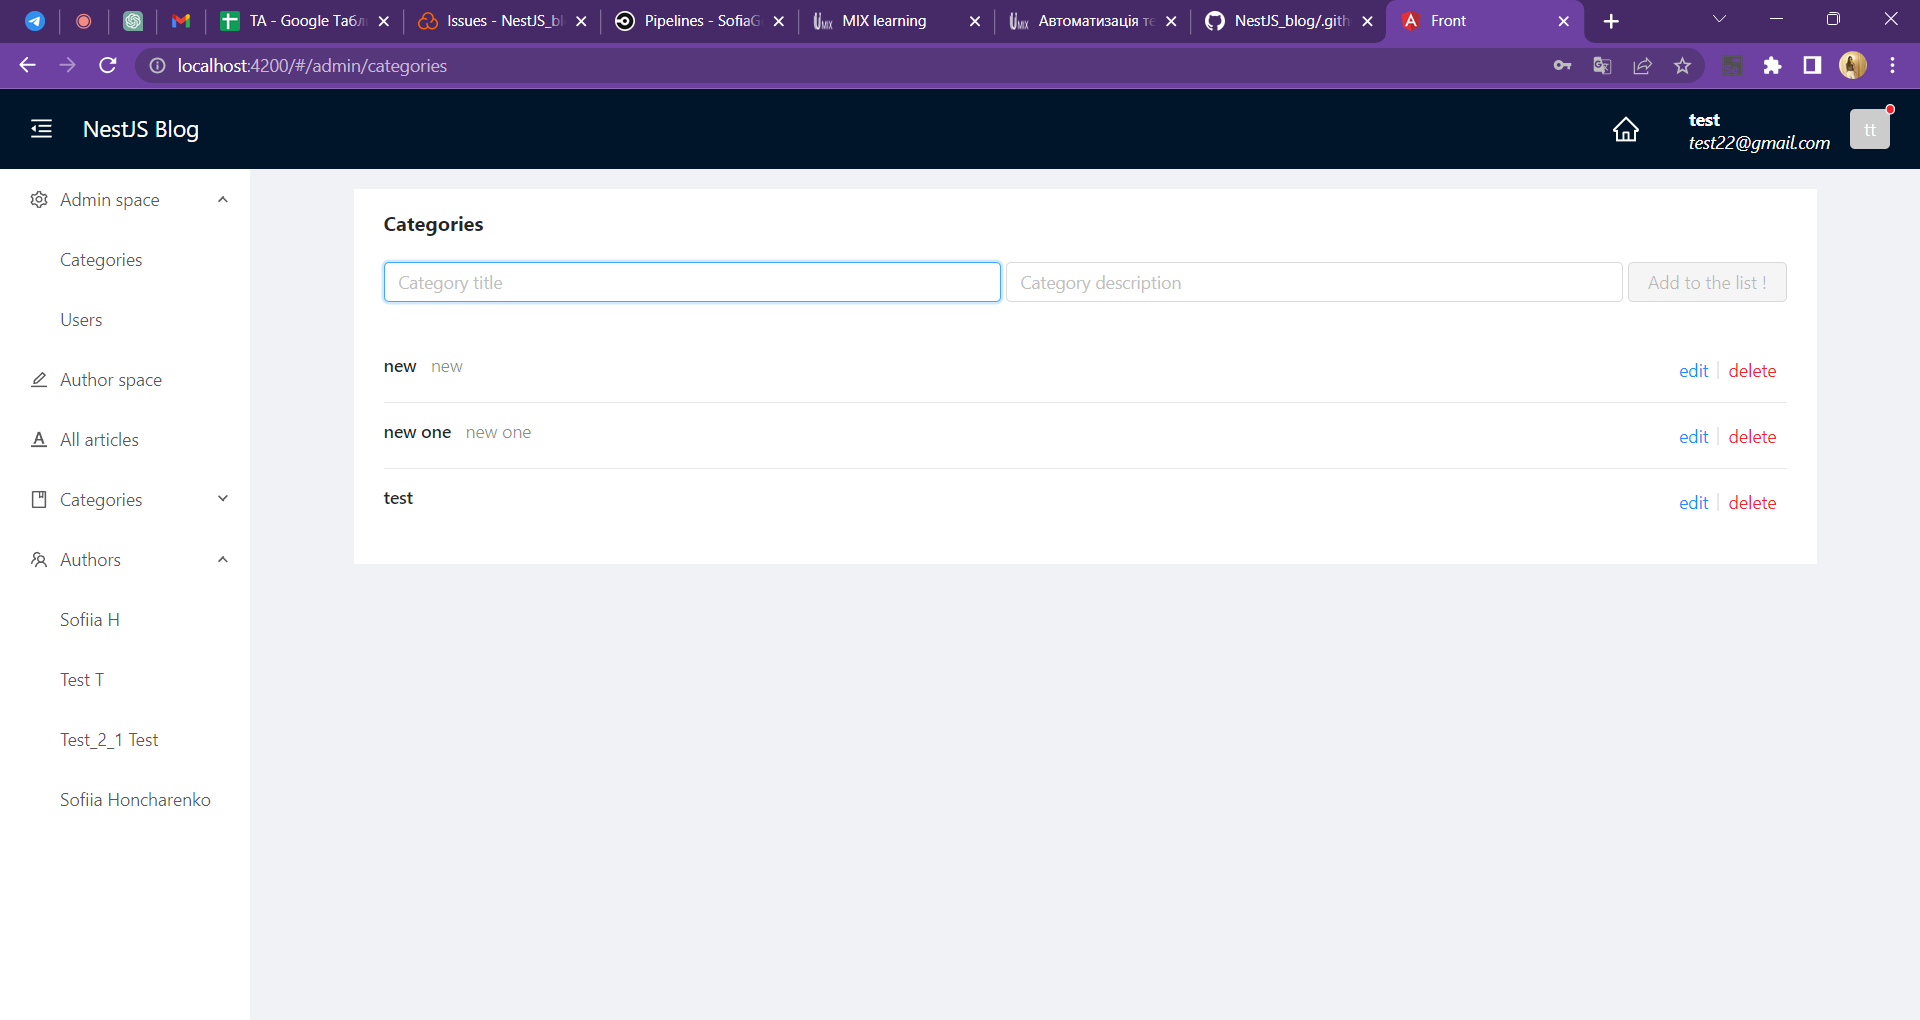 TA - Google Табл
Issues - NestJS_bl
Pipelines - SofiaG
MIX learning
Автоматизація те
NestJS_blog/.gith
Front
localhost:4200/#/admin/categories
NestJS Blog
test
test22@gmail.com
tt
Admin space
Categories
Users
Author space
All articles
Categories
Authors
Sofiia H
Test T
Test_2_1 Test
Sofiia Honcharenko
Categories
Category title
Category description
Add to the list !
new new
edit delete
new one new one
edit delete
test
edit delete